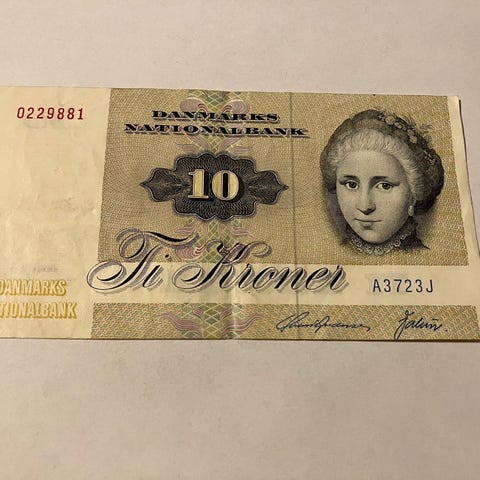 0229881
DANMARKS
NATIONALBANK
10
Ti Kroner
A3723J
DANMARKS
NATIONALBANK